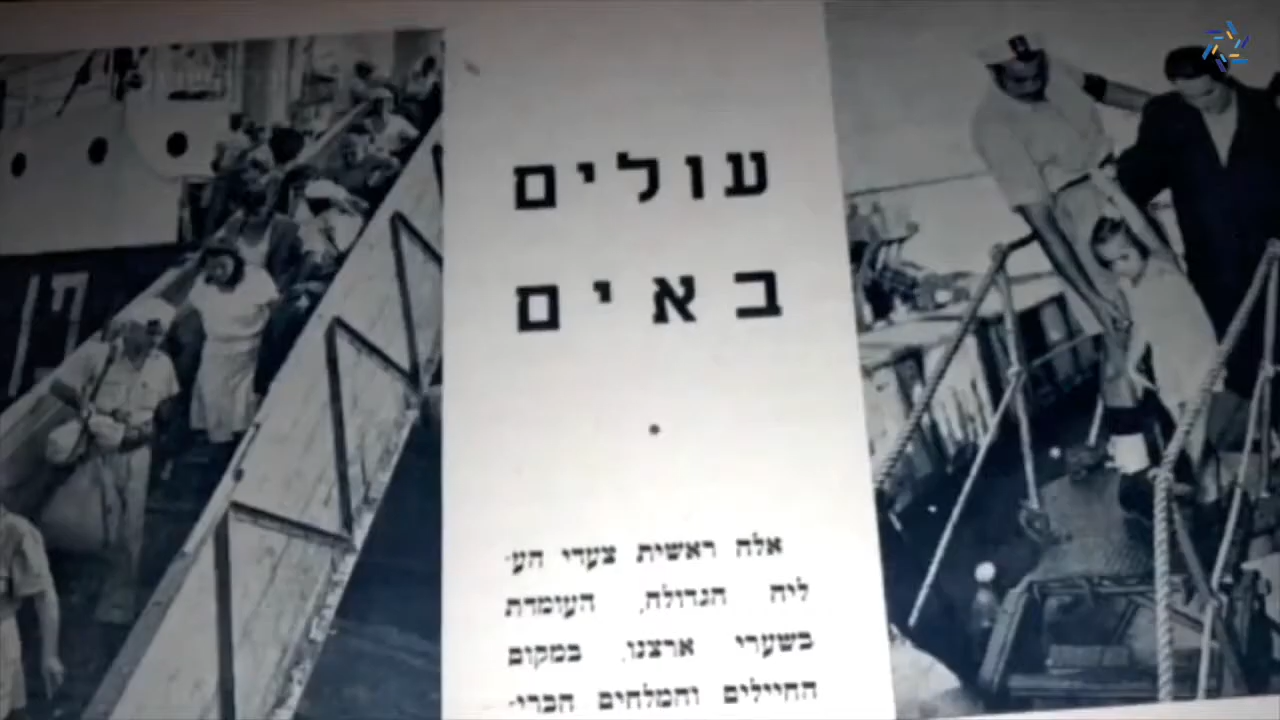 עולים
באים
•
אלה ראשית צעדי הע-
ליה הגדולה, העומדת
בשערי ארצנו. במקום
החיילים והמלחים הברי-